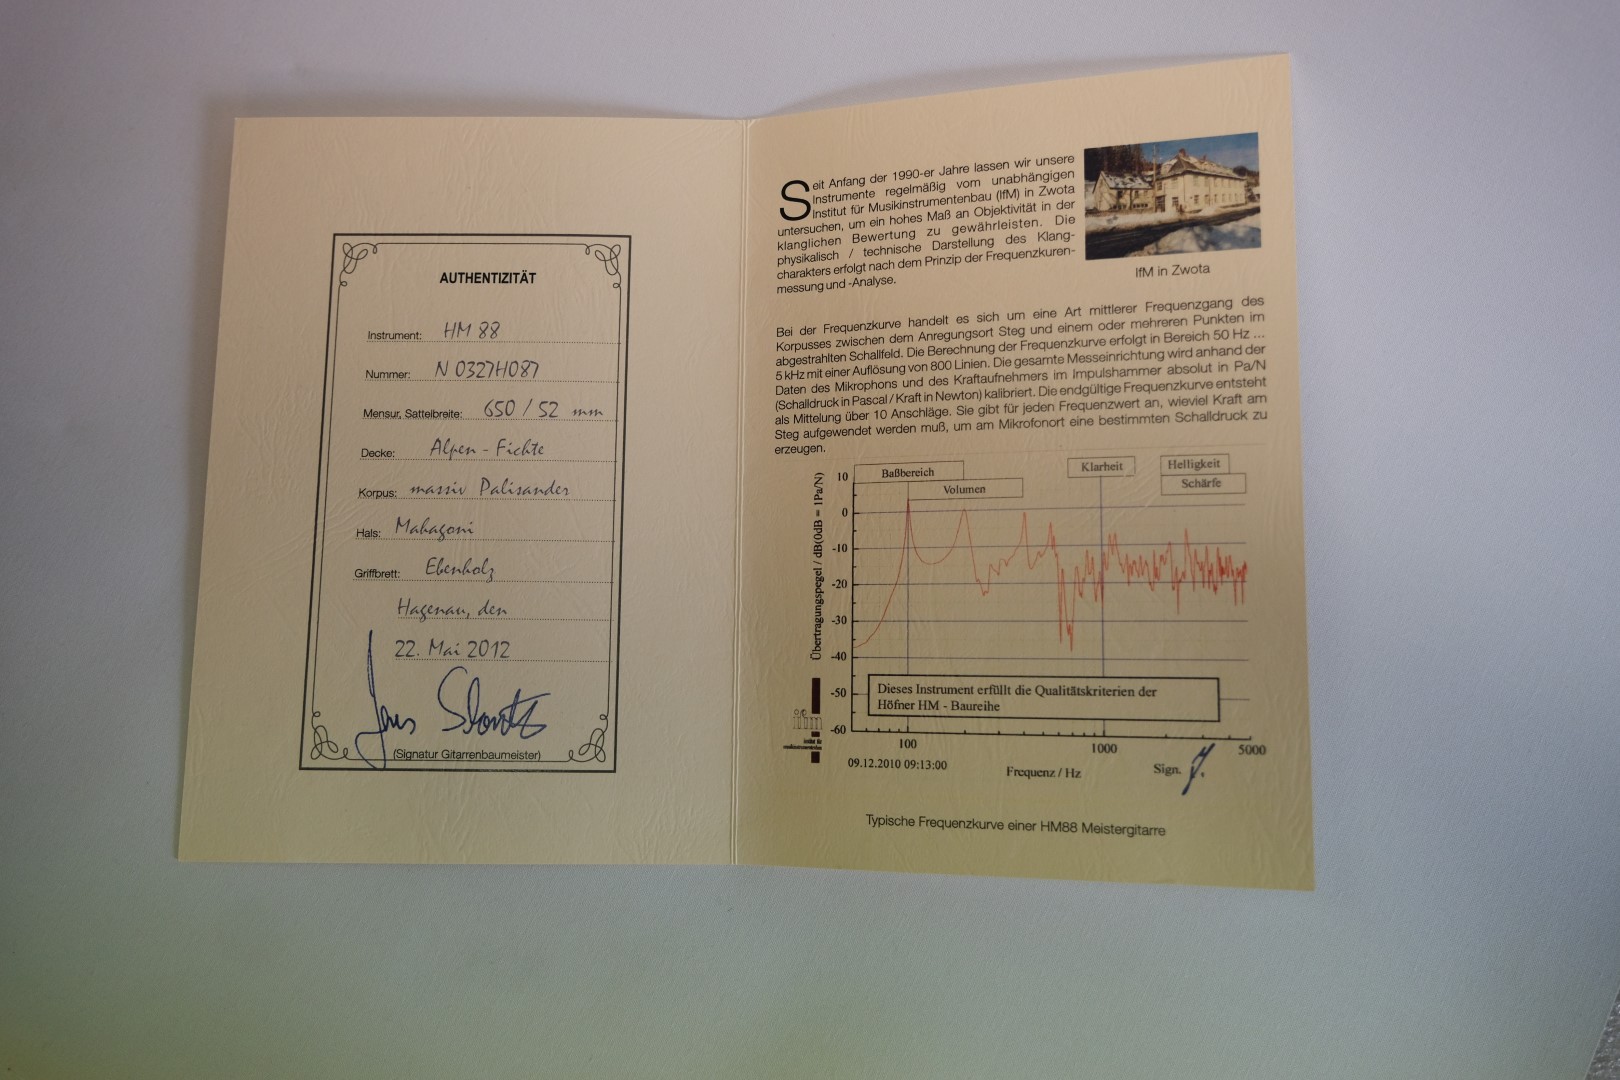 AUTHENTIZITÄT
Instrument: HM 88
Nummer: N 0327H087
Mensur, Sattelbreite: 650 / 52 mm
Decke: Alpen - Fichte
Korpus: massiv Palisander
Hals: Mahagoni
Griffbrett: Ebenholz
Hagenau, den
22. Mai 2012
(Signatur Gitarrenbaumeister)
Seit Anfang der 1990-er Jahre lassen wir unsere
Instrumente regelmäßig vom unabhängigen
Institut für Musikinstrumentenbau (IfM) in Zwota
untersuchen, um ein hohes Maß an Objektivität in der
klanglichen Bewertung zu gewährleisten. Die
physikalisch / technische Darstellung des Klang-
charakters erfolgt nach dem Prinzip der Frequenzkuren-
messung und -Analyse.
IfM in Zwota
Bei der Frequenzkurve handelt es sich um eine Art mittlerer Frequenzgang des
Korpusses zwischen dem Anregungsort Steg und einem oder mehreren Punkten im
abgestrahlten Schallfeld. Die Berechnung der Frequenzkurve erfolgt in Bereich 50 Hz ...
5 kHz mit einer Auflösung von 800 Linien. Die gesamte Messeinrichtung wird anhand der
Daten des Mikrophons und des Kraftaufnehmers im Impulshammer absolut in Pa/N
(Schalldruck in Pascal / Kraft in Newton) kalibriert. Die endgültige Frequenzkurve entsteht
als Mittelung über 10 Anschläge. Sie gibt für jeden Frequenzwert an, wieviel Kraft am
Steg aufgewendet werden muß, um am Mikrofonort eine bestimmten Schalldruck zu
erzeugen.
Übertragungspegel / dB(0dB = 1Pa/N)
10
0
-10
-20
-30
-40
-50
-60
Baßbereich
Volumen
Klarheit
Helligkeit
Schärfe
Dieses Instrument erfüllt die Qualitätskriterien der
Höfner HM - Baureihe
ifm
institut für
musikinstrumentenbau
100
1000
5000
09.12.2010 09:13:00
Frequenz / Hz
Sign.
Typische Frequenzkurve einer HM88 Meistergitarre